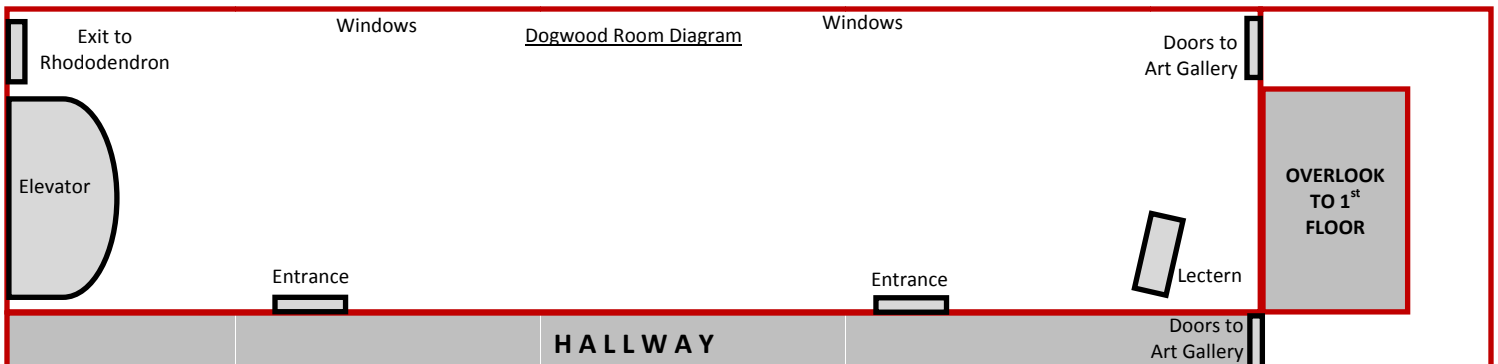 Windows
Dogwood Room Diagram
Windows
Exit to
Rhododendron
Doors to
Art Gallery
Elevator
OVERLOOK
TO 1st
FLOOR
Entrance
Entrance
Lectern
HALLWAY
Doors to
Art Gallery